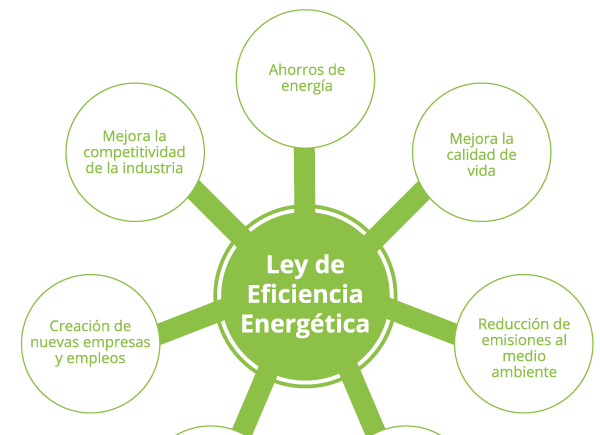 Ahorros de
energía
Mejora la
competitividad
de la industria
Mejora la
calidad de
vida
Ley de
Eficiencia
Energética
Creación de
nuevas empresas
y empleos
Reducción de
emisiones al
medio
ambiente